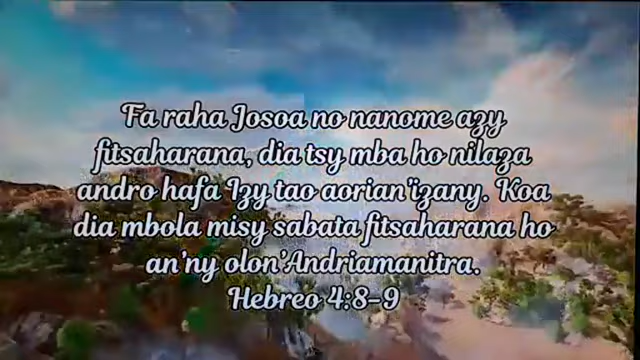 Fa raha Josoa no nanome azy
fitsaharana, dia tsy mba ho nilaza
andro hafa Izy tao aorian'izany. Koa
dia mbola misy sabata fitsaharana ho
an'ny olon'Andriamanitra.
Hebreo 4:8-9